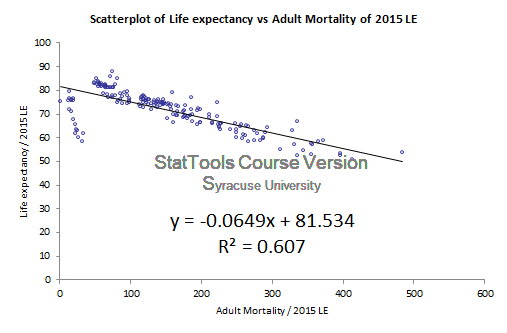 Scatterplot of Life expectancy vs Adult Mortality of 2015 LE
100
90
80
70
60
50
40
30
20
10
0
Life expectancy / 2015 LE
StatTools Course Version
Syracuse University
y = -0.0649x + 81.534
R² = 0.607
0 100 200 300 400 500 600
Adult Mortality / 2015 LE